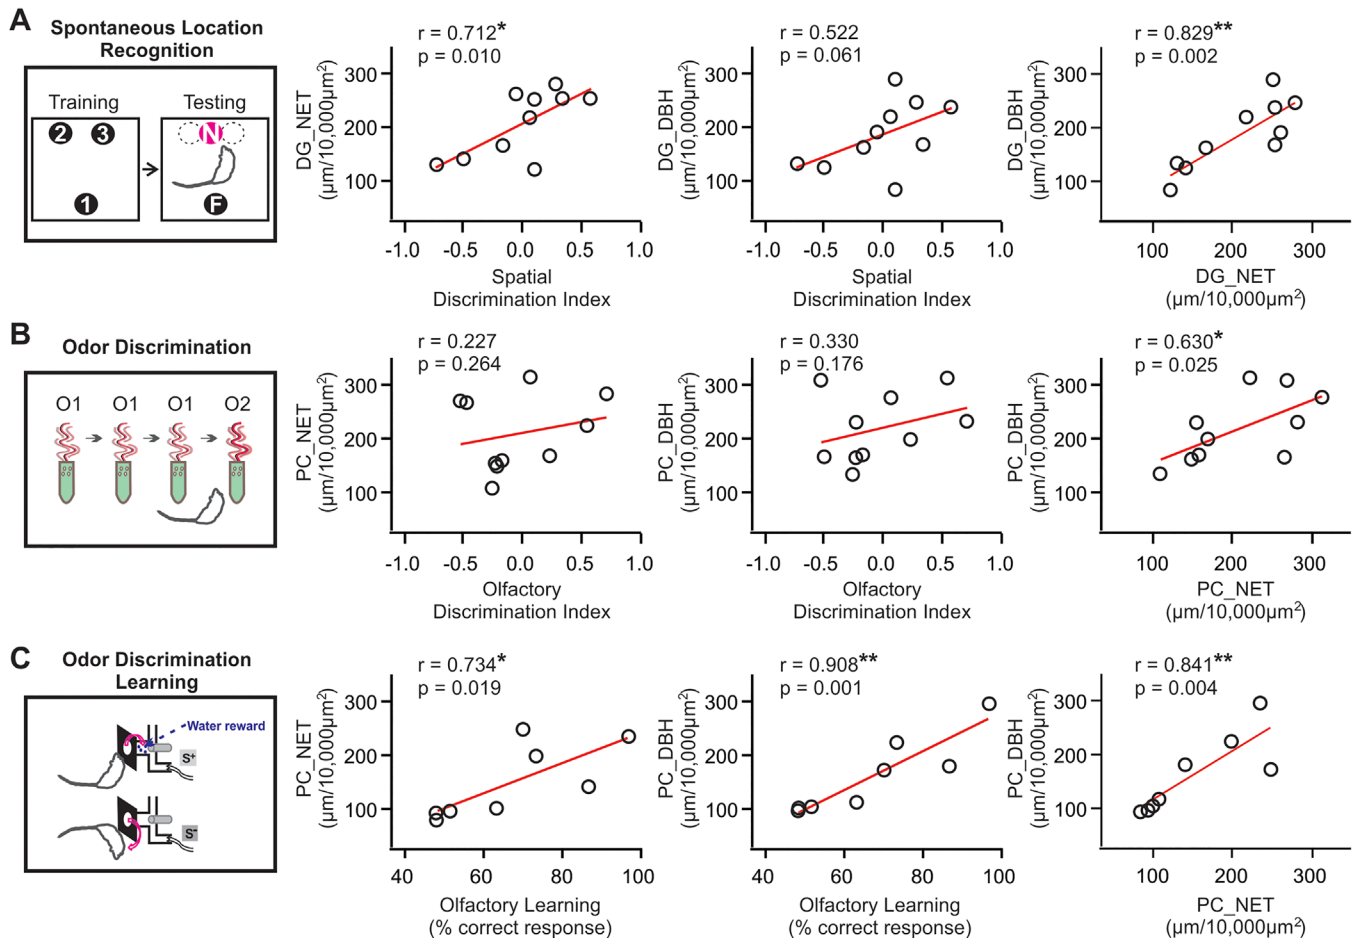 A
Spontaneous Location
Recognition
Training
Testing
2
3
N
1
F
r = 0.712*
p = 0.010
DG_NET
(µm/10,000µm²)
300
200
100
-1.0
-0.5
0.0
0.5
1.0
Spatial
Discrimination Index
r = 0.522
p = 0.061
DG_DBH
(µm/10,000µm²)
300
200
100
-1.0
-0.5
0.0
0.5
1.0
Spatial
Discrimination Index
r = 0.829**
p = 0.002
DG_DBH
(µm/10,000µm²)
300
200
100
100
200
300
DG_NET
(µm/10,000µm²)
B
Odor Discrimination
O1
O1
O1
O2
r = 0.227
p = 0.264
PC_NET
(µm/10,000µm²)
300
200
100
-1.0
-0.5
0.0
0.5
1.0
Olfactory
Discrimination Index
r = 0.330
p = 0.176
PC_DBH
(µm/10,000µm²)
300
200
100
-1.0
-0.5
0.0
0.5
1.0
Olfactory
Discrimination Index
r = 0.630*
p = 0.025
PC_DBH
(µm/10,000µm²)
300
200
100
100
200
300
PC_NET
(µm/10,000µm²)
C
Odor Discrimination
Learning
Water reward
S+
S-
r = 0.734*
p = 0.019
PC_NET
(µm/10,000µm²)
300
200
100
40
60
80
100
Olfactory Learning
(% correct response)
r = 0.908**
p = 0.001
PC_DBH
(µm/10,000µm²)
300
200
100
40
60
80
100
Olfactory Learning
(% correct response)
r = 0.841**
p = 0.004
PC_DBH
(µm/10,000µm²)
300
200
100
100
200
300
PC_NET
(µm/10,000µm²)